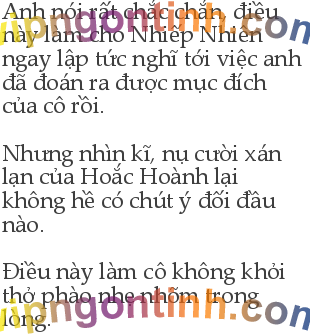 Anh nói rất chắc chắn, điều
này làm cho Nhiếp Nhiên
ngay lập tức nghĩ tới việc anh
đã đoán ra được mục đích
của cô rồi.
Nhưng nhìn kĩ, nụ cười xán
lạn của Hoắc Hoành lại
không hề có chút ý đối đầu
nào.
Điều này làm cô không khỏi
thở phào nhẹ nhõm trong
lòng.
vipngontinh.com
vipngontinh.com